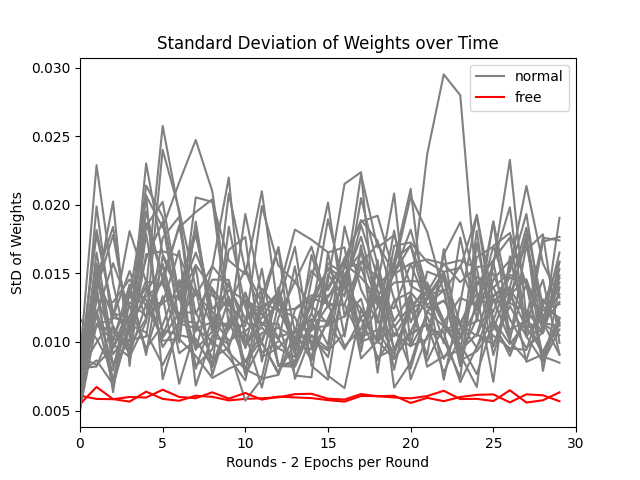 Standard Deviation of Weights over Time
normal
free
StD of Weights
0.030
0.025
0.020
0.015
0.010
0.005
0 5 10 15 20 25 30
Rounds - 2 Epochs per Round